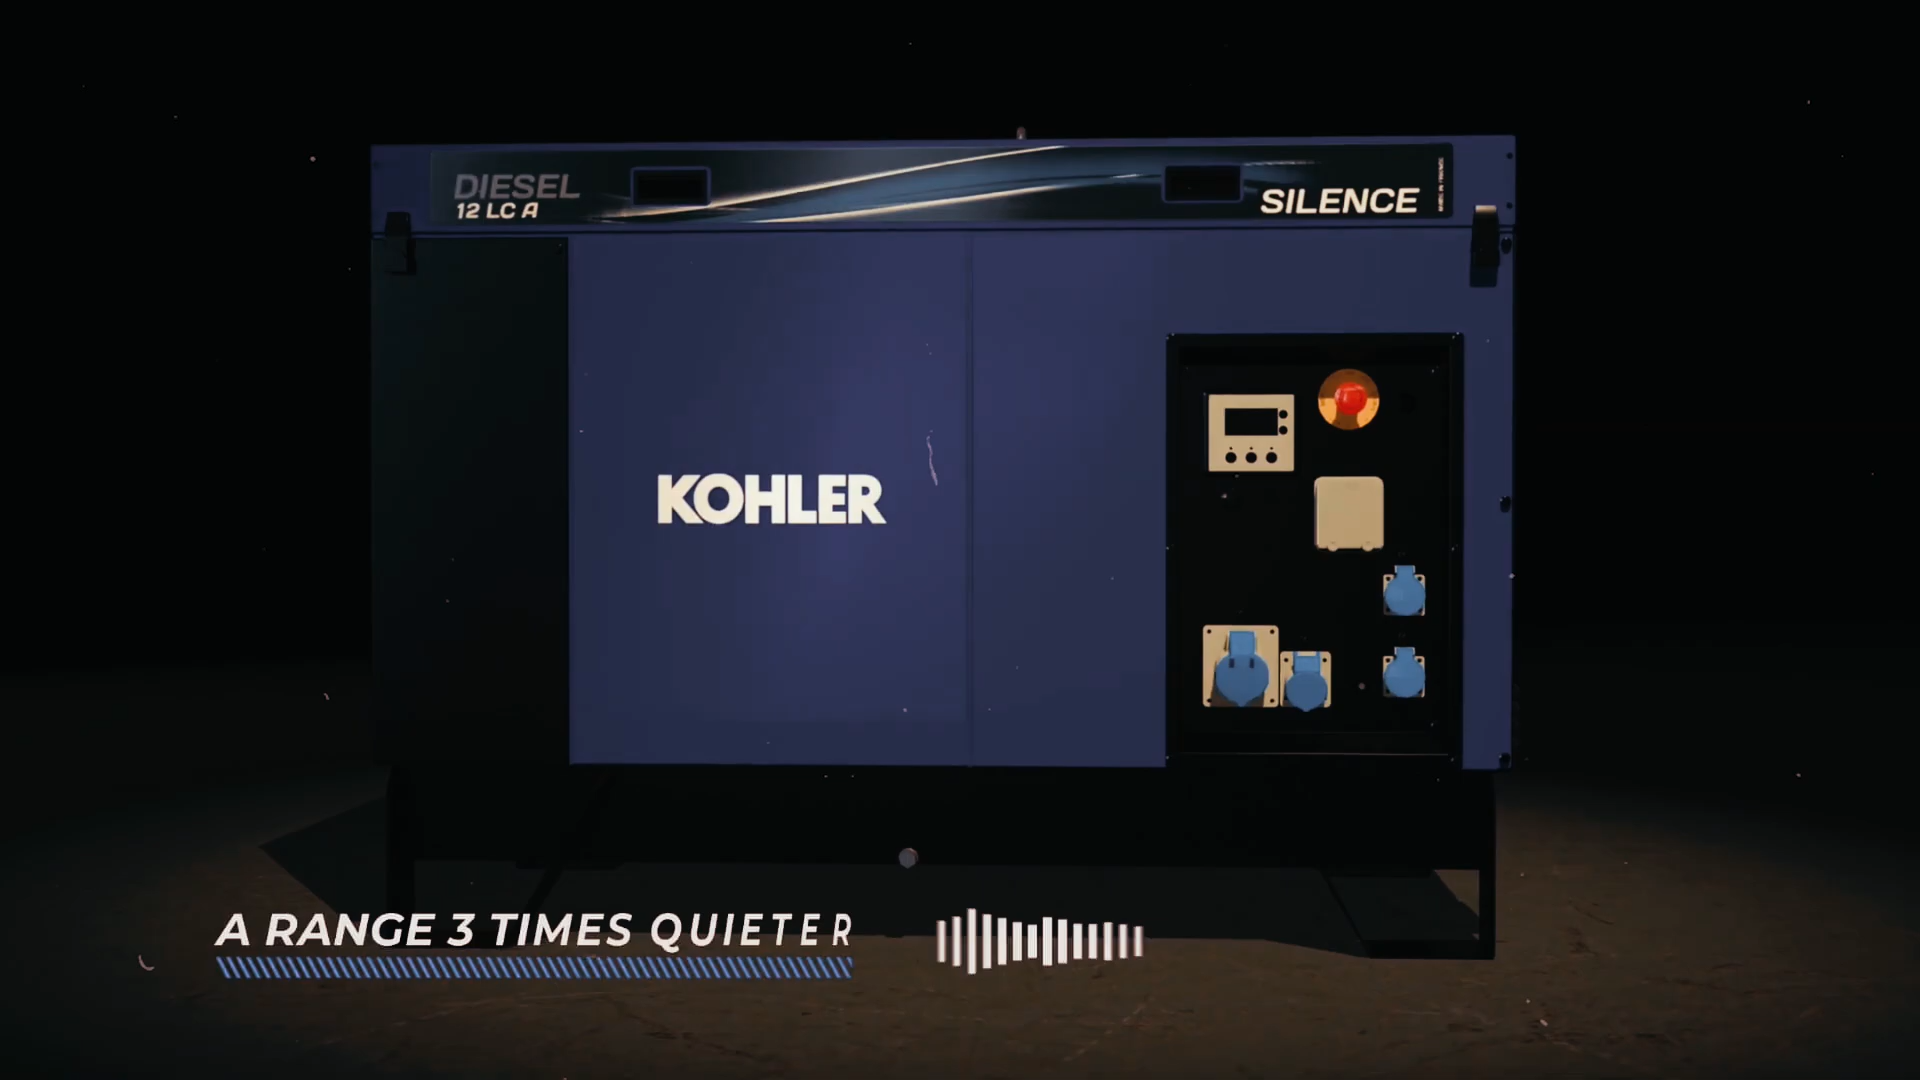 DIESEL
12 LC A
SILENCE
KOHLER
A RANGE 3 TIMES QUIETER